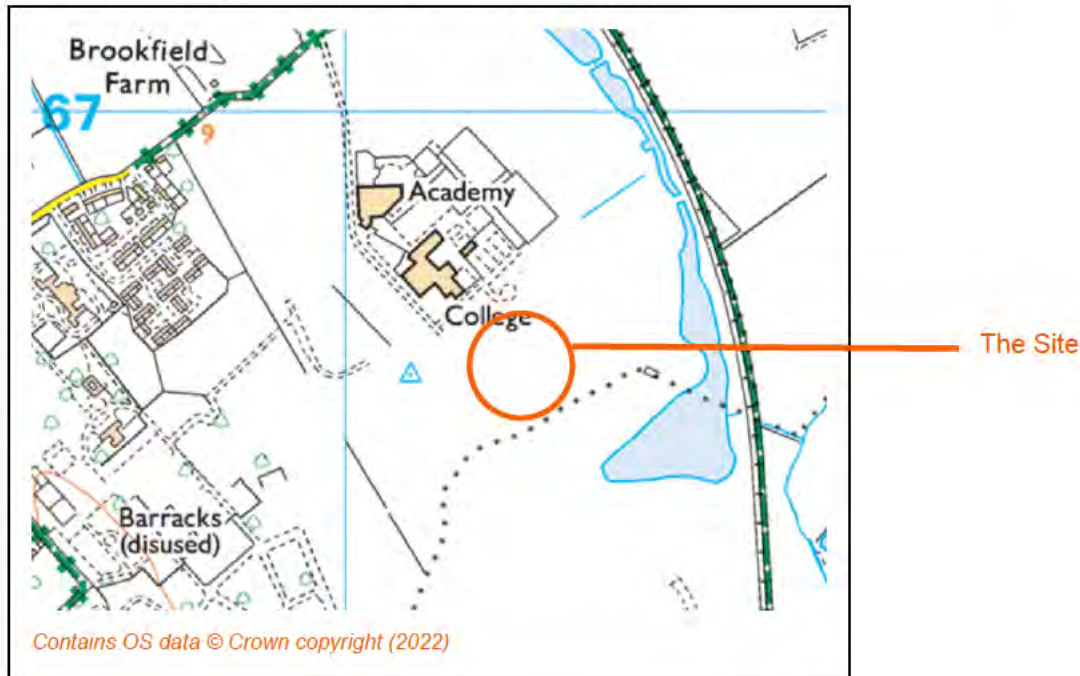 Brookfield
Farm
67
9
Academy
College
The Site
Barracks
(disused)
Contains OS data © Crown copyright (2022)